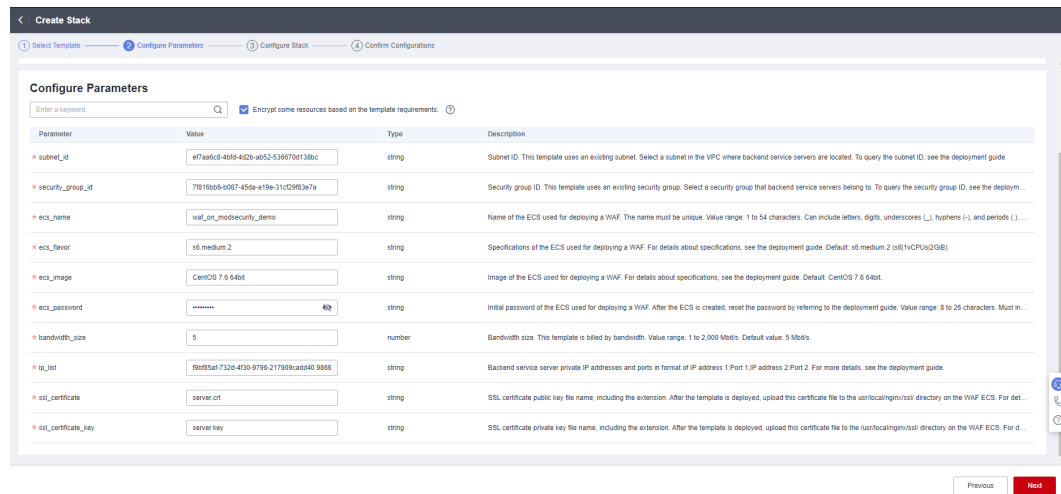 Create Stack
1 Select Template
2 Configure Parameters
3 Configure Stack
4 Confirm Configurations
Configure Parameters
Enter a keyword.
Encrypt some resources based on the template requirements.
Parameter Value Type Description
* subnet_id ef7aa6c8-4bfd-4d2b-ab52-536670d138bc string Subnet ID. This template uses an existing subnet. Select a subnet in the VPC where backend service servers are located. To query the subnet ID, see the deployment guide.
* security_group_id 7f816bb6-b087-45da-a19e-31cf29f83e7a string Security group ID. This template uses an existing security group. Select a security group that backend service servers belong to. To query the security group ID, see the deploym...
* ecs_name waf_on_modsecurity_demo string Name of the ECS used for deploying a WAF. The name must be unique. Value range: 1 to 54 characters. Can include letters, digits, underscores (_), hyphens (-), and periods (.). ...
* ecs_flavor s6.medium.2 string Specifications of the ECS used for deploying a WAF. For details about specifications, see the deployment guide. Default: s6.medium.2 (s6|1vCPUs|2GiB).
* ecs_image CentOS 7.6 64bit string Image of the ECS used for deploying a WAF. For details about specifications, see the deployment guide. Default: CentOS 7.6 64bit.
* ecs_password ········· string Initial password of the ECS used for deploying a WAF. After the ECS is created, reset the password by referring to the deployment guide. Value range: 8 to 26 characters. Must in...
* bandwidth_size 5 number Bandwidth size. This template is billed by bandwidth. Value range: 1 to 2,000 Mbit/s. Default value: 5 Mbit/s.
* ip_list f9bf85af-732d-4f30-9796-217909cadd40 9866 string Backend service server private IP addresses and ports in format of IP address 1:Port 1,IP address 2:Port 2. For more details, see the deployment guide.
* ssl_certificate server.crt string SSL certificate public key file name, including the extension. After the template is deployed, upload this certificate file to the usr/local/nginx/ssl/ directory on the WAF ECS. For det...
* ssl_certificate_key server.key string SSL certificate private key file name, including the extension. After the template is deployed, upload this certificate file to the /usr/local/nginx/ssl/ directory on the WAF ECS. For d...
Previous Next